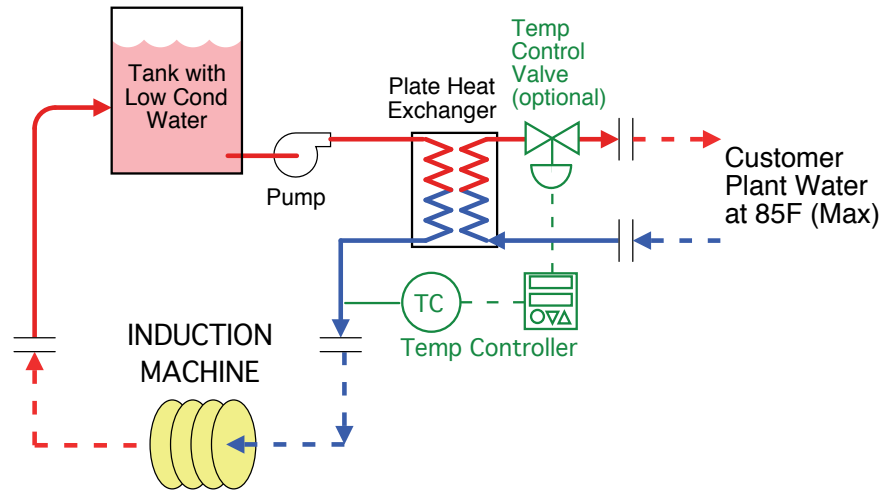 Tank with
Low Cond
Water
Pump
Plate Heat
Exchanger
Temp
Control
Valve
(optional)
Customer
Plant Water
at 85F (Max)
TC
Temp Controller
INDUCTION
MACHINE